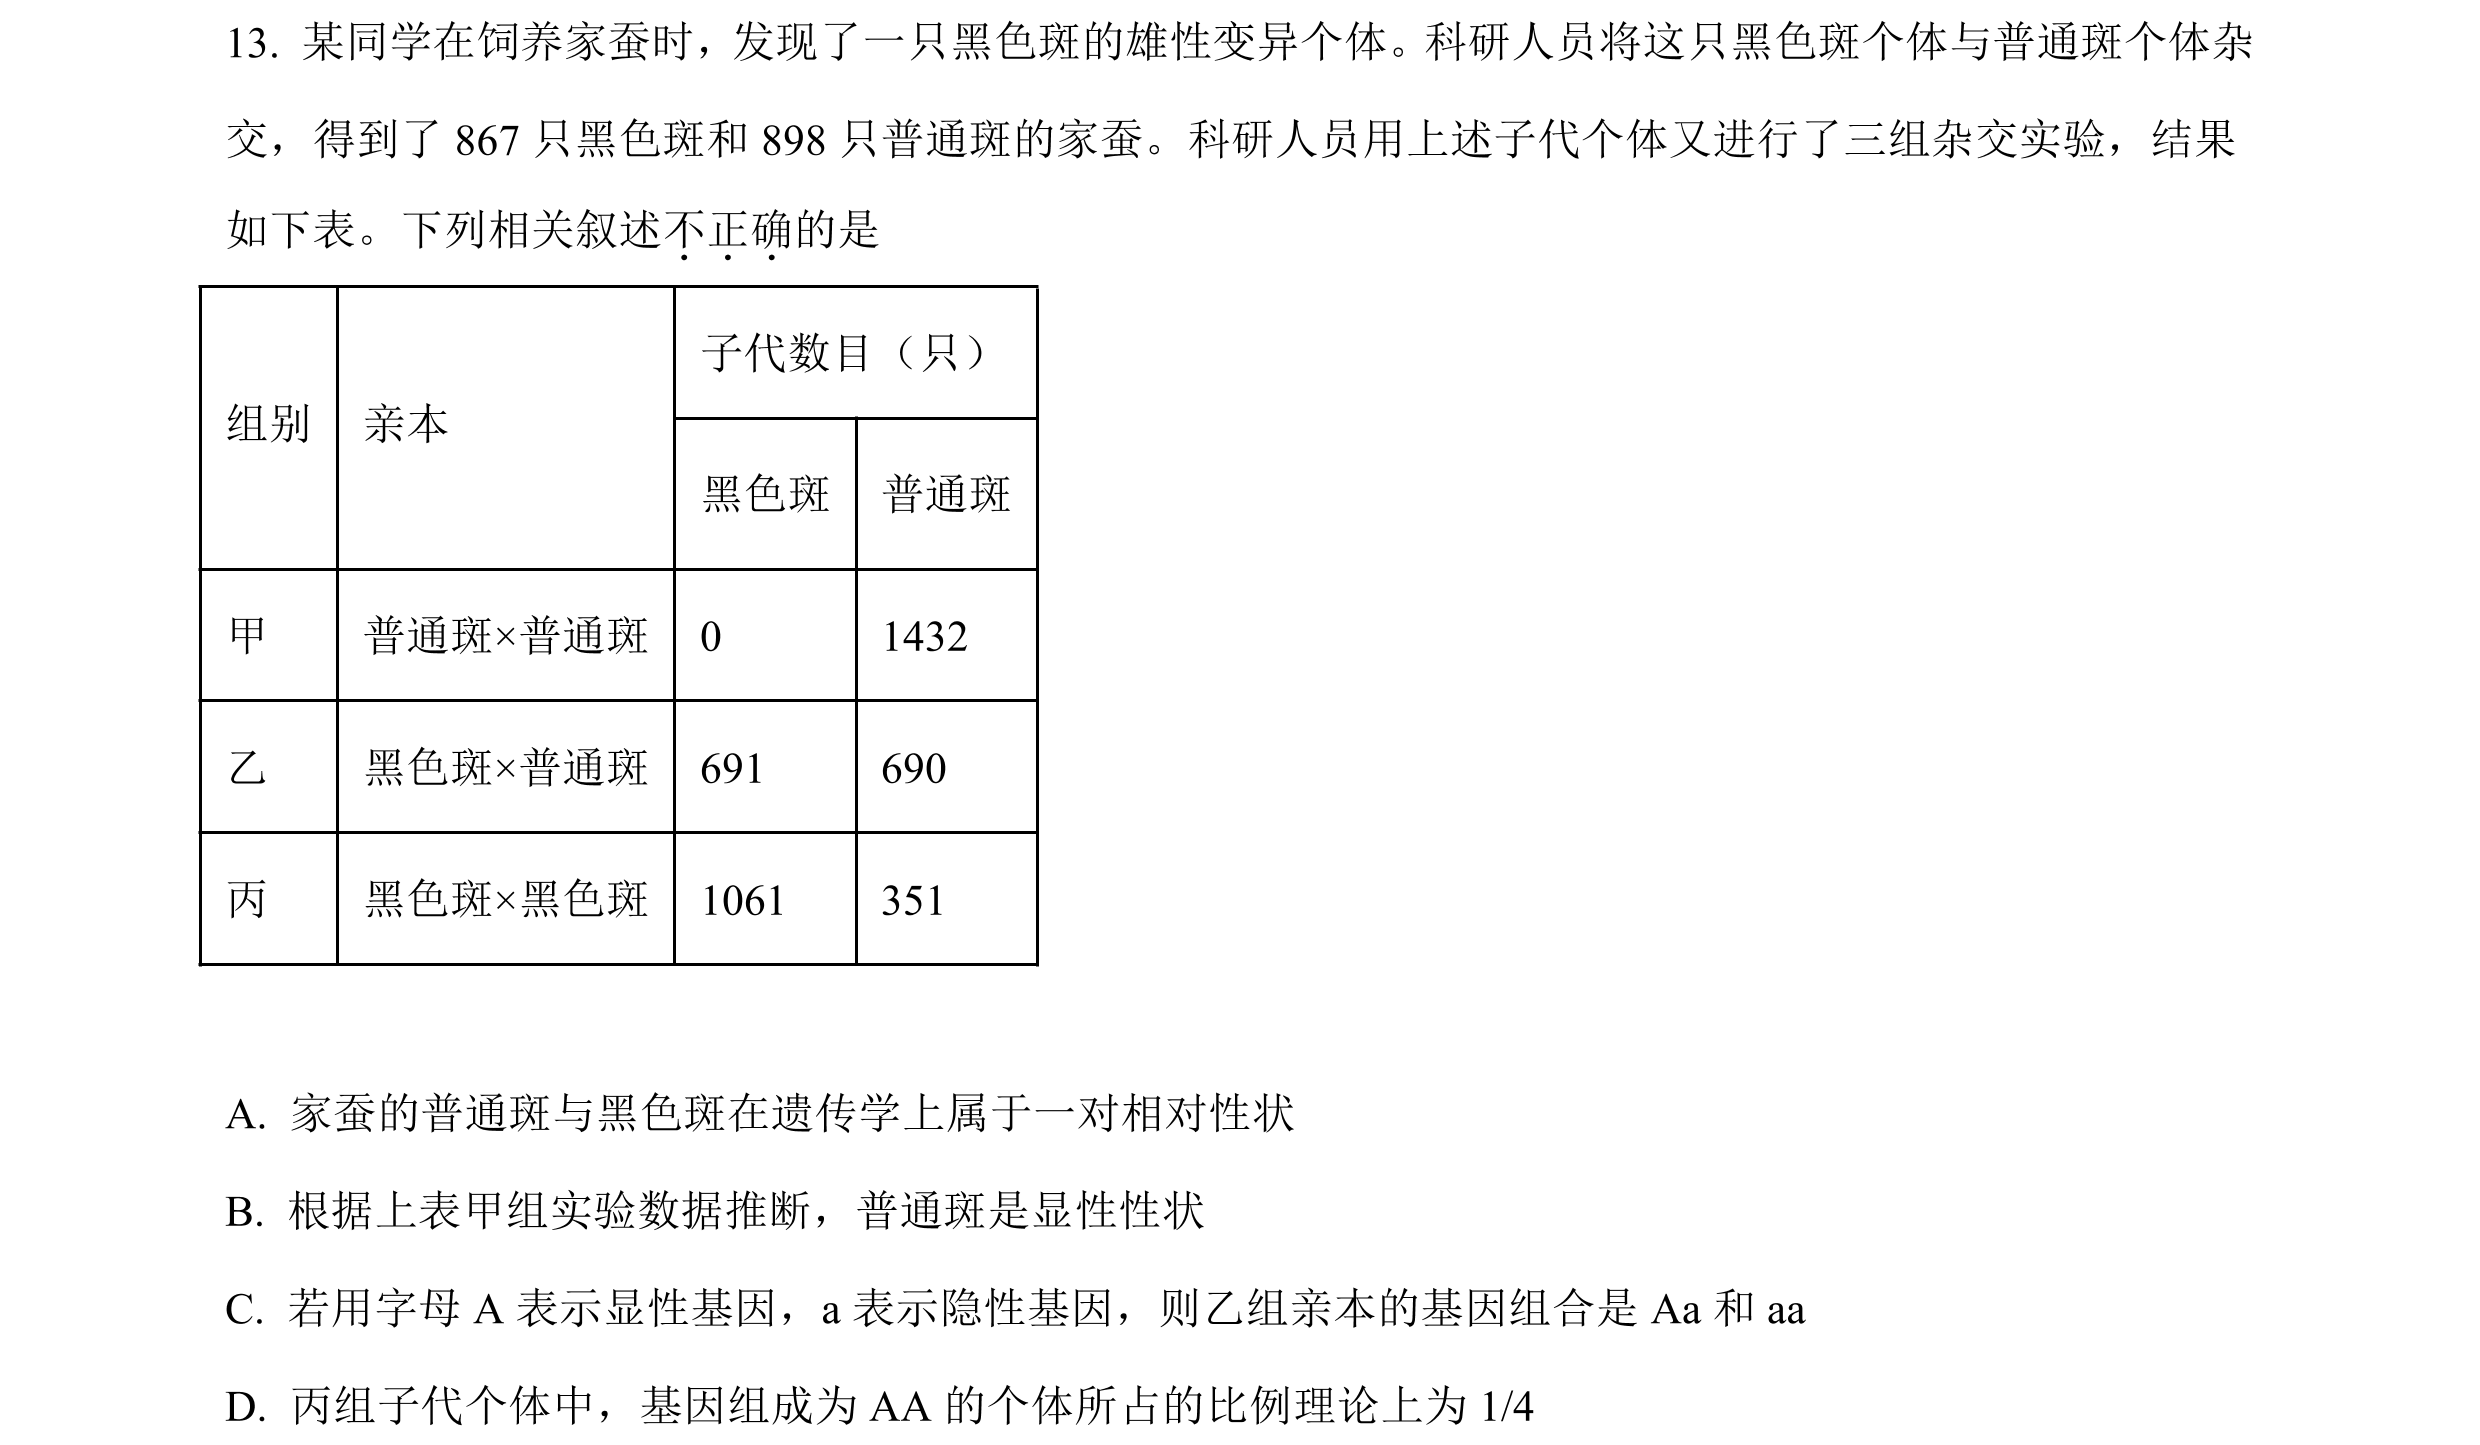 13. 某同学在饲养家蚕时，发现了一只黑色斑的雄性变异个体。科研人员将这只黑色斑个体与普通斑个体杂
交，得到了 867 只黑色斑和 898 只普通斑的家蚕。科研人员用上述子代个体又进行了三组杂交实验，结果
如下表。下列相关叙述不正确的是
组别 亲本 子代数目（只）
黑色斑 普通斑
甲 普通斑×普通斑 0 1432
乙 黑色斑×普通斑 691 690
丙 黑色斑×黑色斑 1061 351
A. 家蚕的普通斑与黑色斑在遗传学上属于一对相对性状
B. 根据上表甲组实验数据推断，普通斑是显性性状
C. 若用字母 A 表示显性基因，a 表示隐性基因，则乙组亲本的基因组合是 Aa 和 aa
D. 丙组子代个体中，基因组成为 AA 的个体所占的比例理论上为 1/4